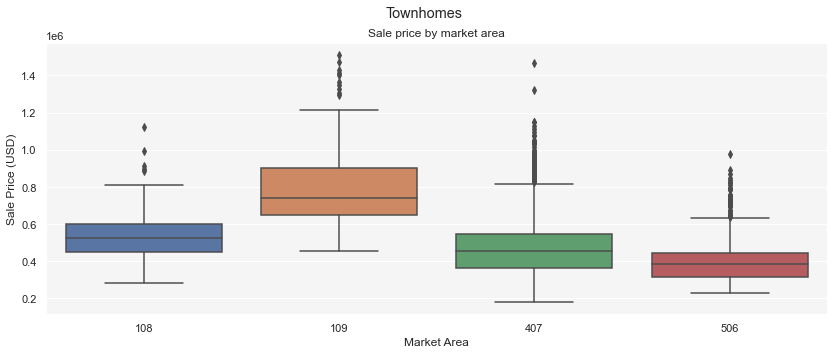 Townhomes
Sale price by market area
1e6
1.4
1.2
1.0
0.8
0.6
0.4
0.2
Sale Price (USD)
108 109 407 506
Market Area